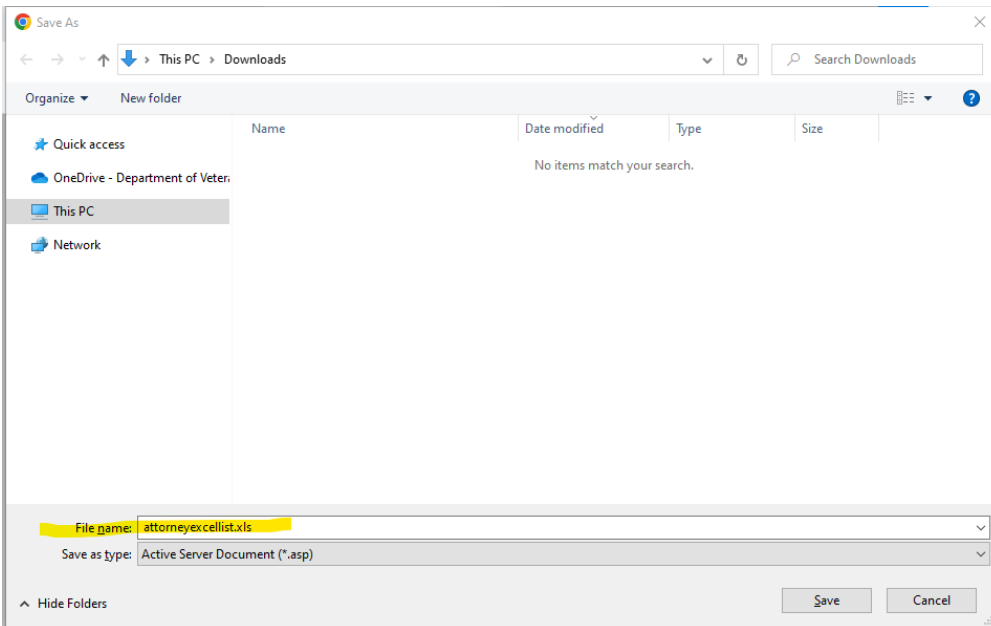 Save As
This PC > Downloads
Search Downloads
Organize
New folder
Name
Date modified
Type
Size
Quick access
No items match your search.
OneDrive - Department of Veter
This PC
Network
File name: attorneyexcellist.xls
Save as type: Active Server Document (*.asp)
Hide Folders
Save
Cancel